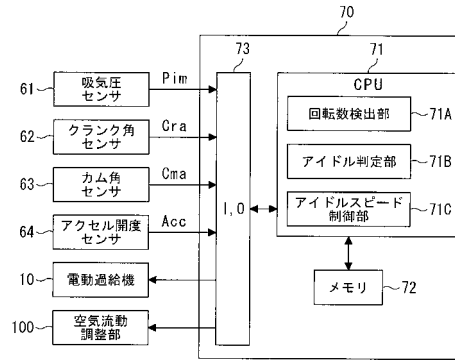 70
73
71
CPU
61
吸気圧
センサ
Pim
回転数検出部
71A
62
クランク角
センサ
Cra
アイドル判定部
71B
63
カム角
センサ
Cma
I,O
アイドルスピード
制御部
71C
64
アクセル開度
センサ
Acc
10
電動過給機
メモリ
72
100
空気流動
調整部